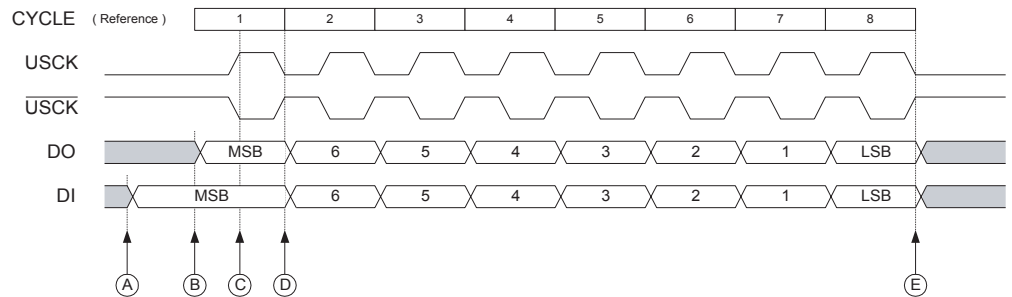 CYCLE ( Reference ) 1 2 3 4 5 6 7 8
USCK
USCK
DO MSB 6 5 4 3 2 1 LSB
DI MSB 6 5 4 3 2 1 LSB
A B C D E